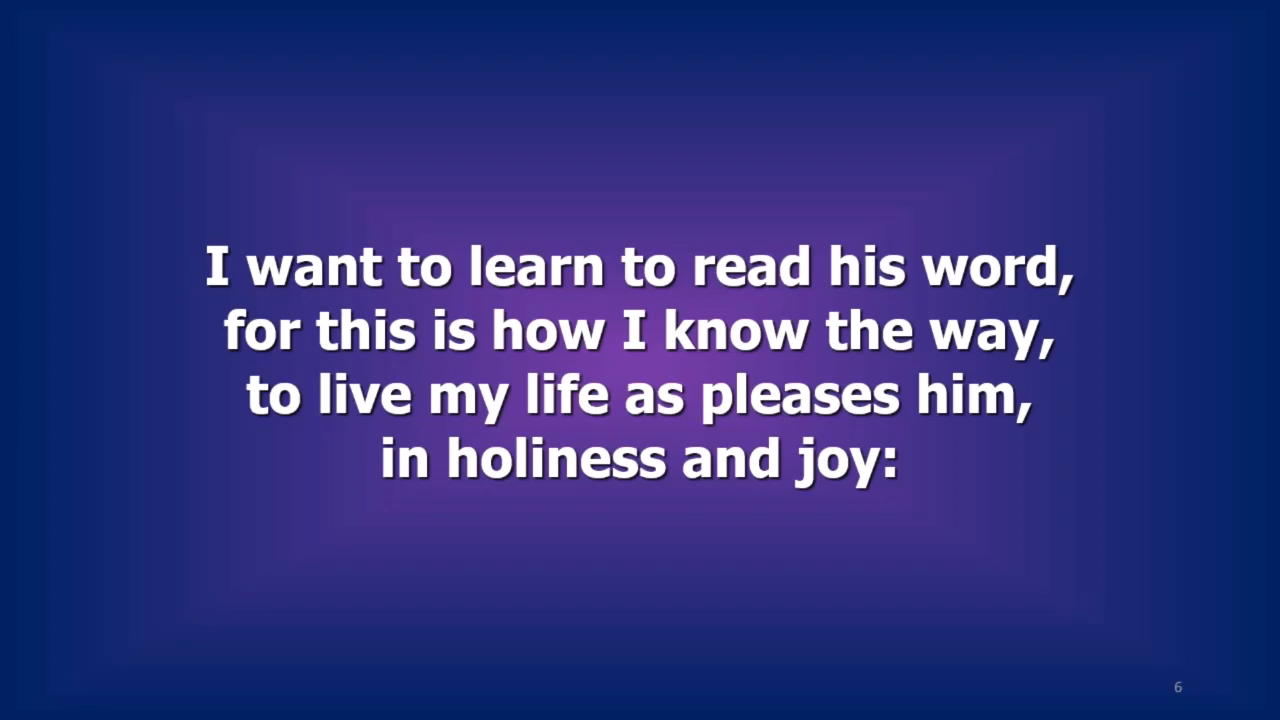 I want to learn to read his word,
for this is how I know the way,
to live my life as pleases him,
in holiness and joy:
6